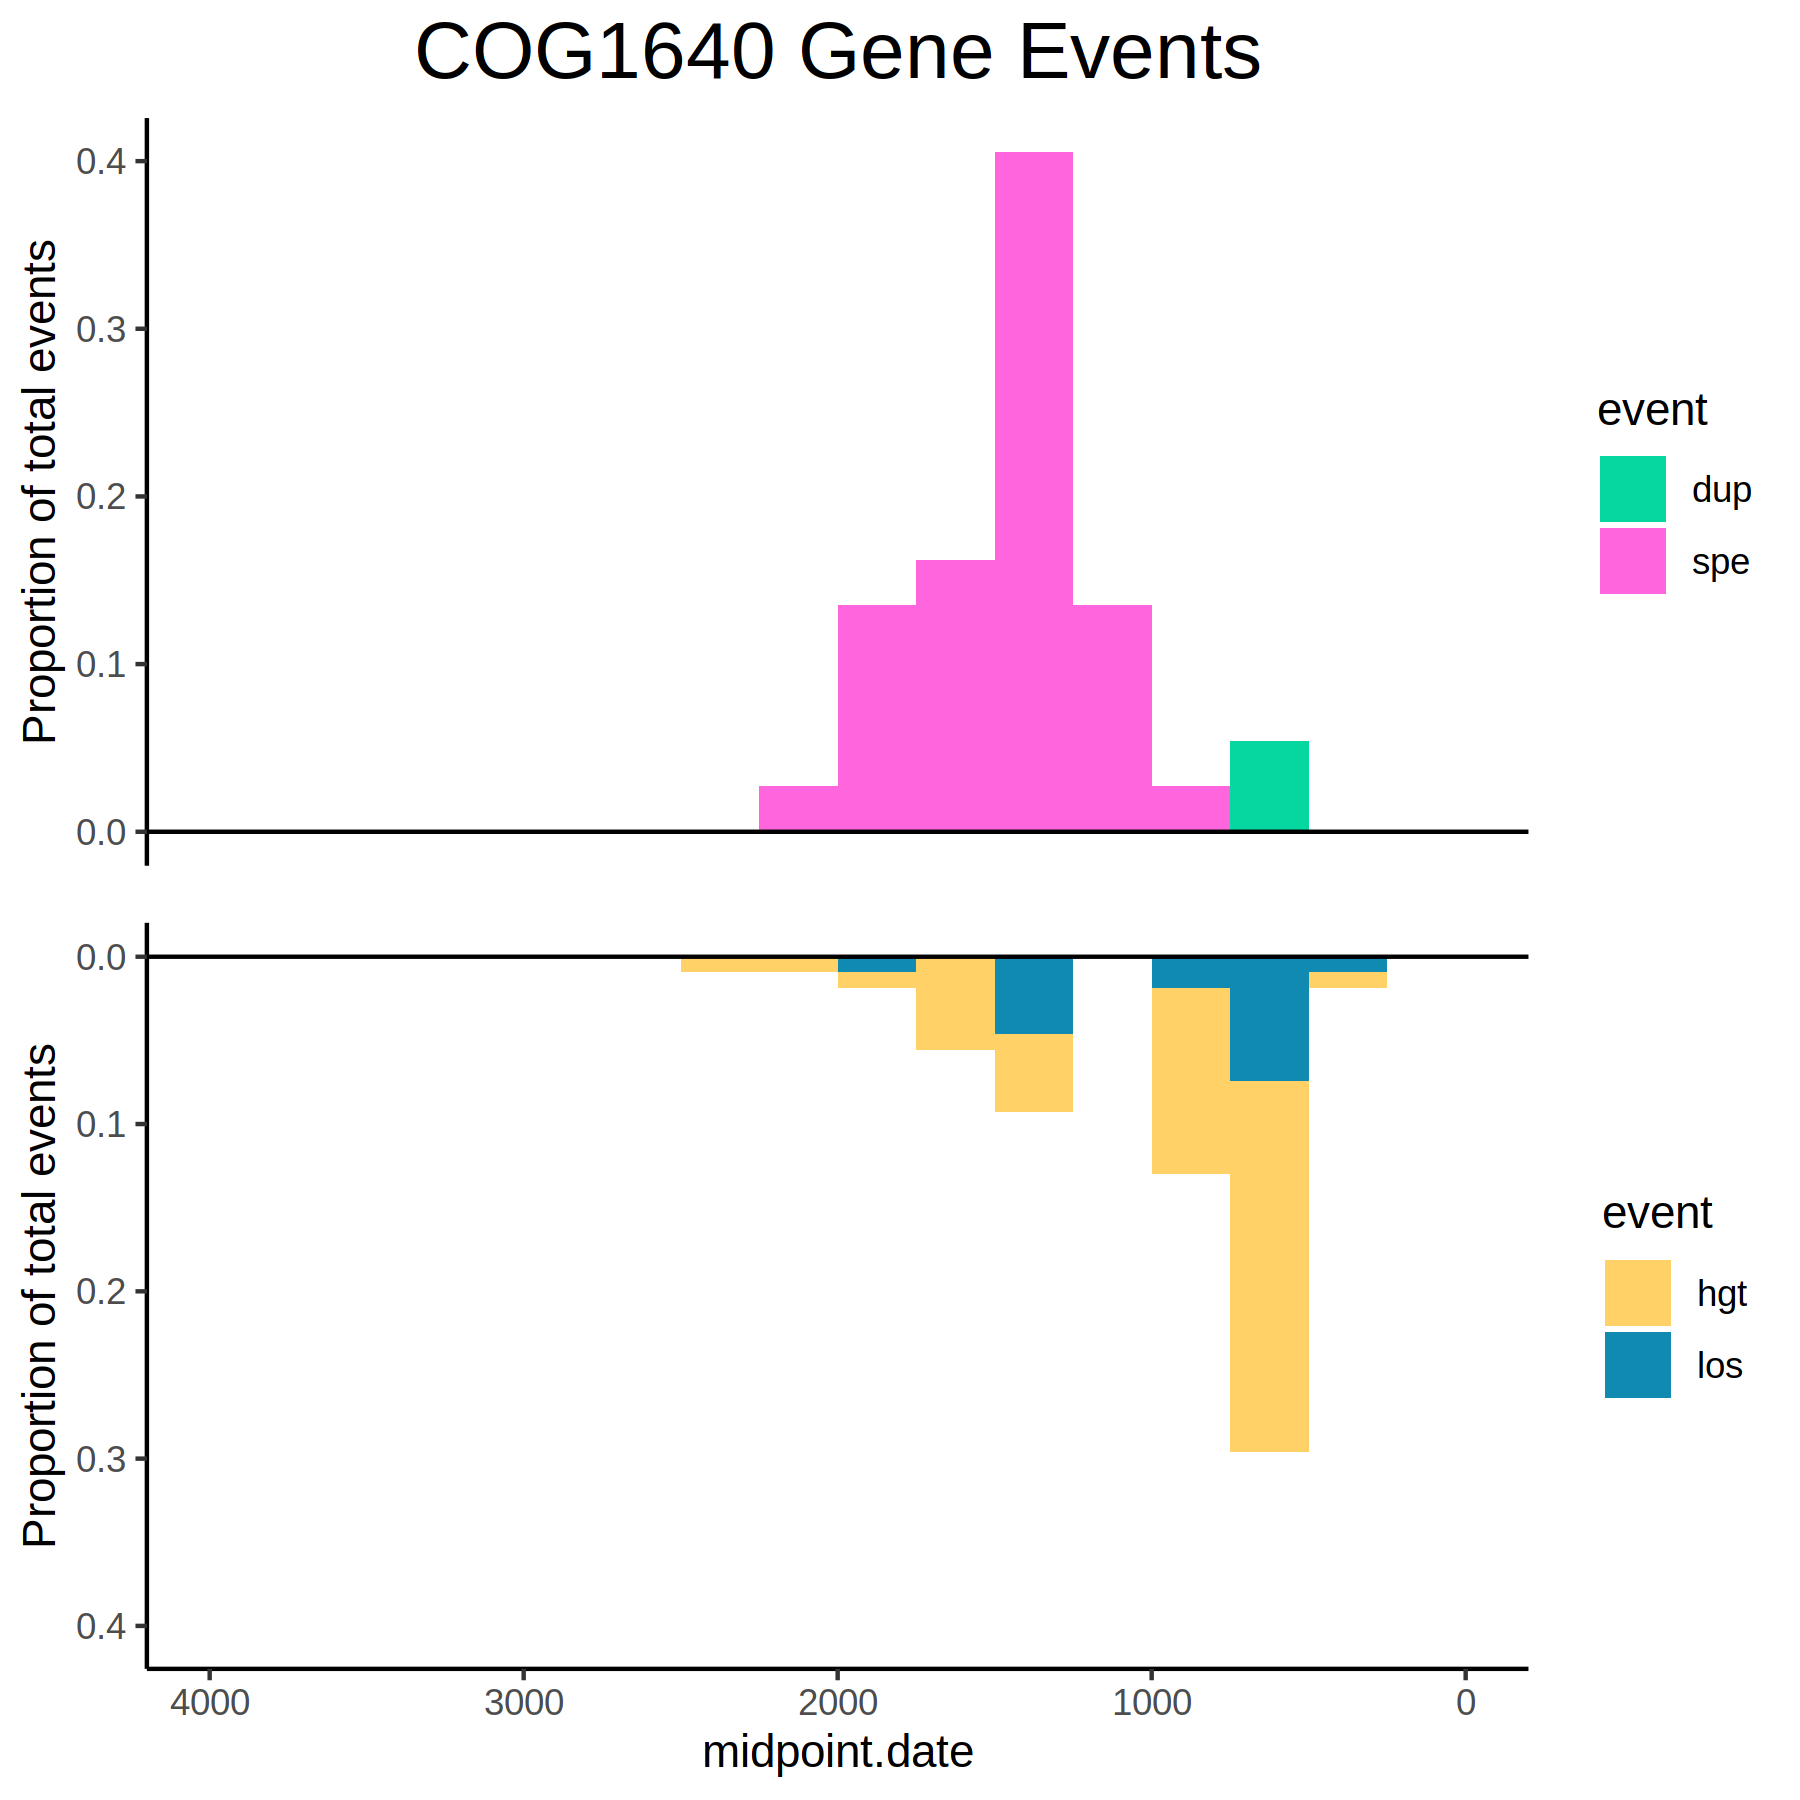 COG1640 Gene Events
Proportion of total events
0.4
0.3
0.2
0.1
0.0
event
dup
spe
Proportion of total events
0.0
0.1
0.2
0.3
0.4
event
hgt
los
4000 3000 2000 1000 0
midpoint.date